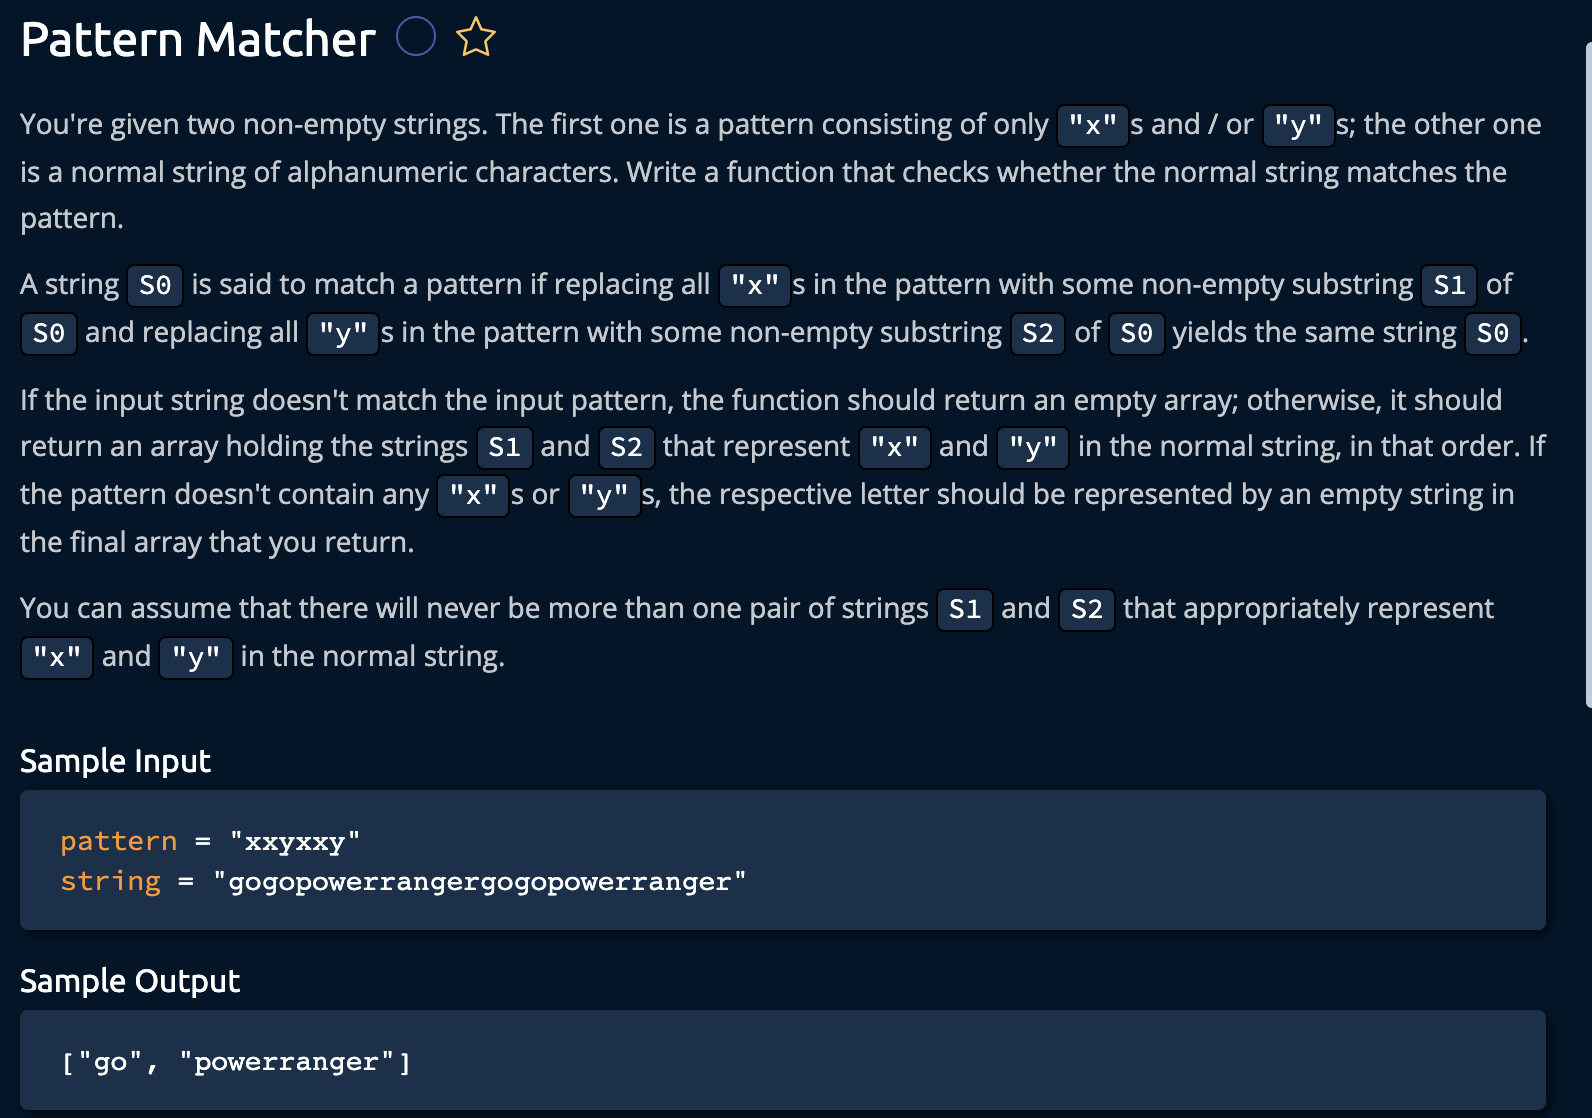 Pattern Matcher
You're given two non-empty strings. The first one is a pattern consisting of only "x" s and / or "y" s; the other one
is a normal string of alphanumeric characters. Write a function that checks whether the normal string matches the
pattern.
A string S0 is said to match a pattern if replacing all "x" s in the pattern with some non-empty substring S1 of
S0 and replacing all "y" s in the pattern with some non-empty substring S2 of S0 yields the same string S0 .
If the input string doesn't match the input pattern, the function should return an empty array; otherwise, it should
return an array holding the strings S1 and S2 that represent "x" and "y" in the normal string, in that order. If
the pattern doesn't contain any "x" s or "y" s, the respective letter should be represented by an empty string in
the final array that you return.
You can assume that there will never be more than one pair of strings S1 and S2 that appropriately represent
"x" and "y" in the normal string.
Sample Input
pattern = "xxyxxy"
string = "gogopowerrangergogopowerranger"
Sample Output
["go", "powerranger"]